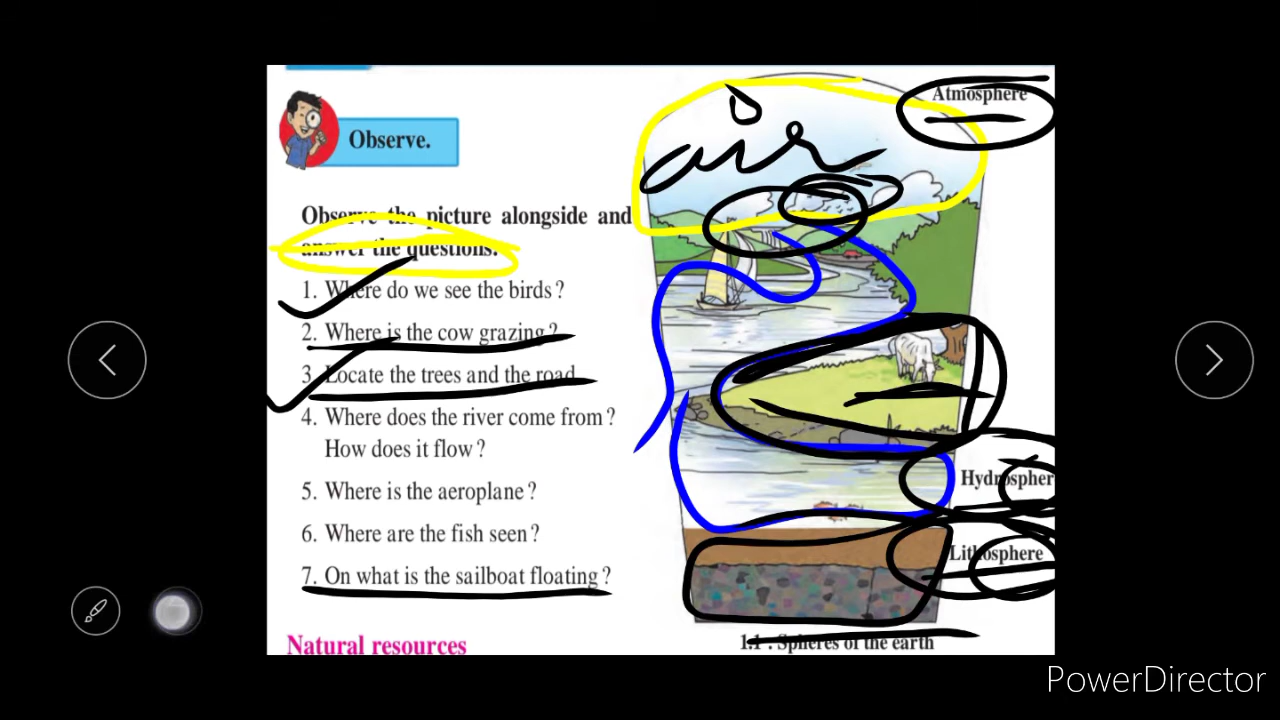 Observe.
Atmosphere
air
Observe the picture alongside and
answer the questions.
1. Where do we see the birds?
2. Where is the cow grazing?
3. Locate the trees and the road.
4. Where does the river come from?
How does it flow?
5. Where is the aeroplane?
6. Where are the fish seen?
7. On what is the sailboat floating?
Hydrospher
Lithosphere
1.1 : Spheres of the earth
Natural resources
PowerDirector